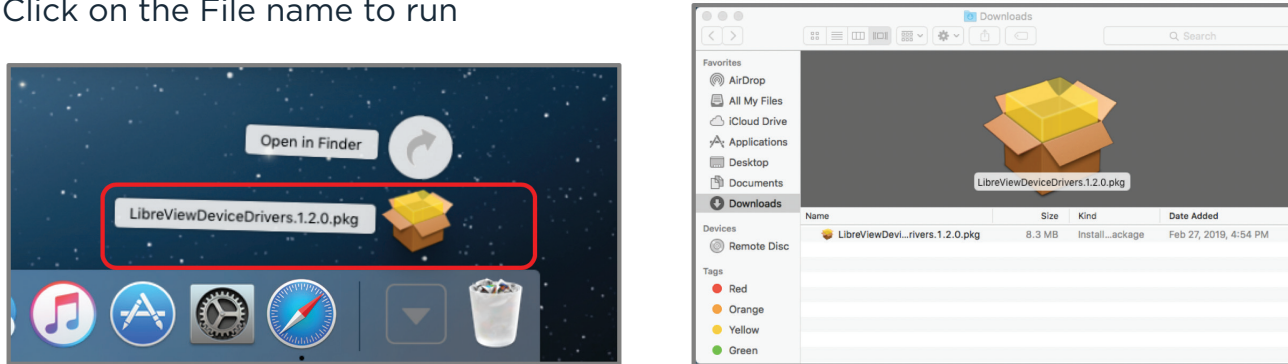 Click on the File name to run
Open in Finder
LibreViewDeviceDrivers.1.2.0.pkg
Downloads
Search
Favorites
AirDrop
All My Files
iCloud Drive
Applications
Desktop
Documents
Downloads
Devices
Remote Disc
Tags
Red
Orange
Yellow
Green
LibreViewDeviceDrivers.1.2.0.pkg
Name Size Kind Date Added
LibreViewDevi...rivers.1.2.0.pkg 8.3 MB Install...ackage Feb 27, 2019, 4:54 PM